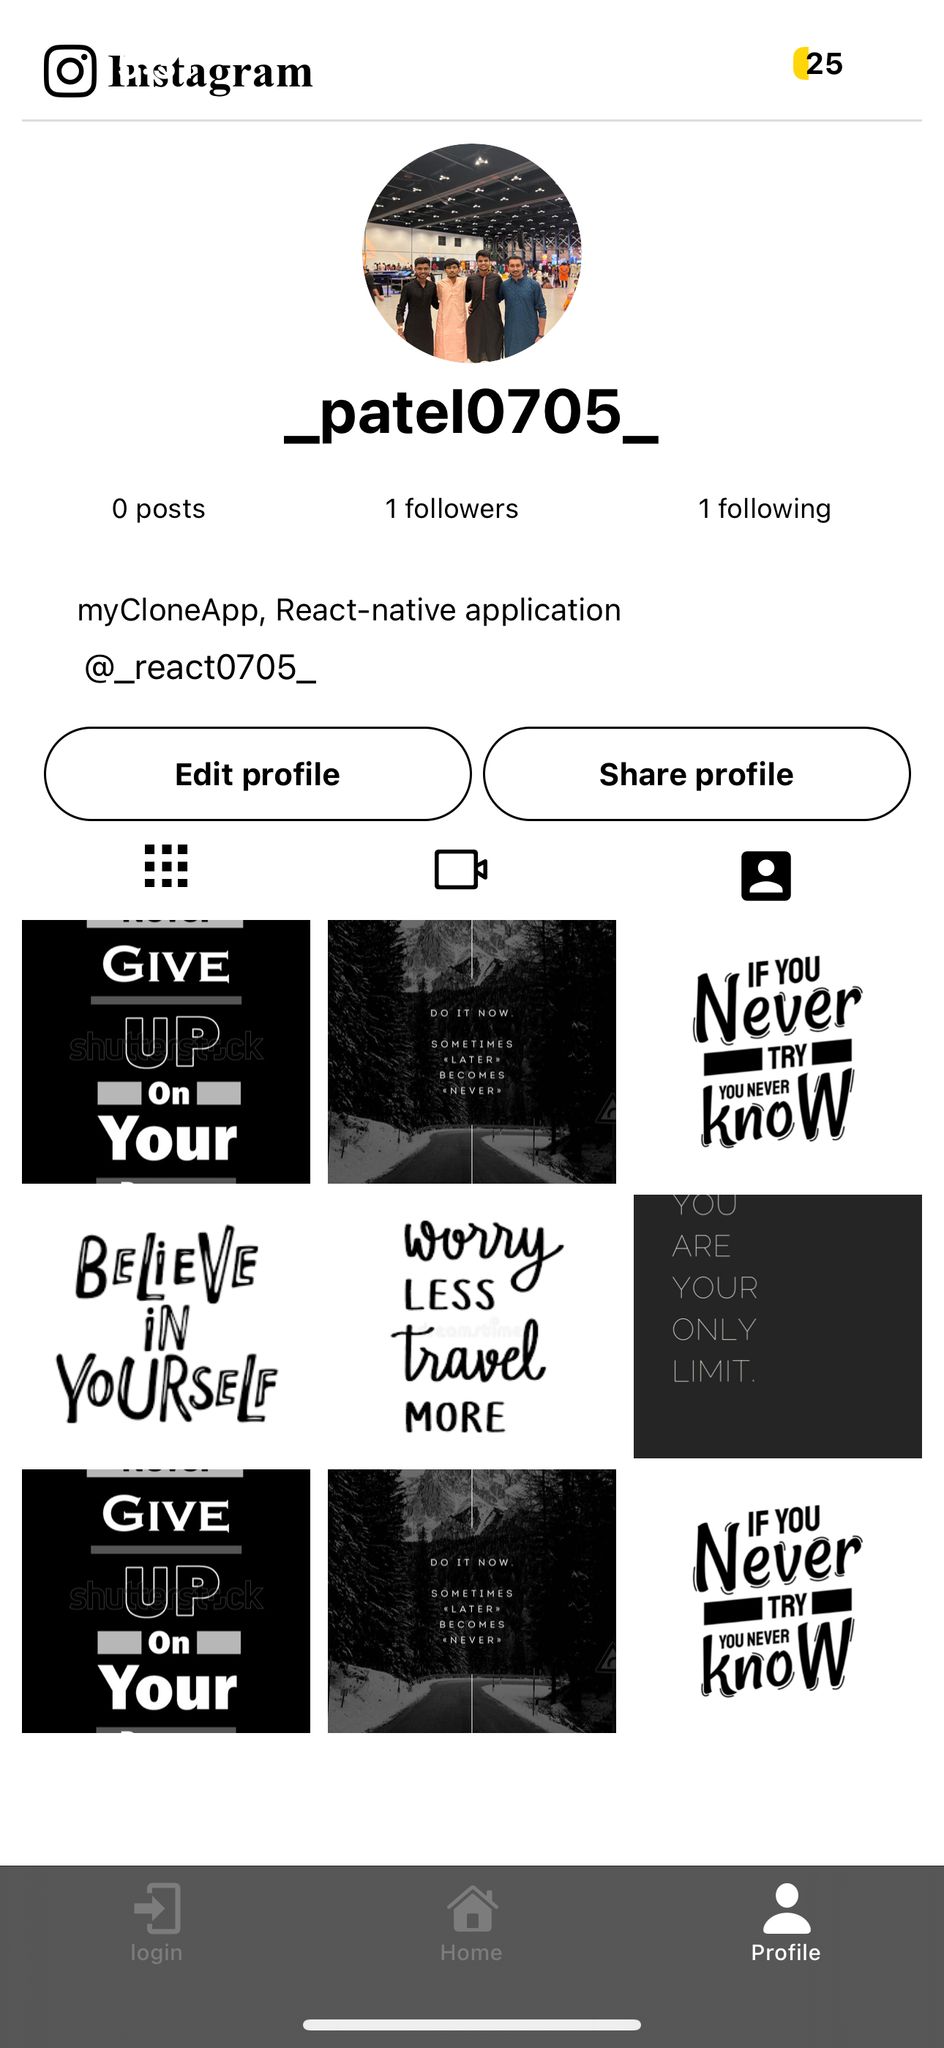 Instagram
25
_patel0705_
0 posts
1 followers
1 following
myCloneApp, React-native application
@_react0705_
Edit profile
Share profile
GIVE
UP
shutterstock
On
Your
DO IT NOW.
SOMETIMES
«LATER»
BECOMES
«NEVER»
IF YOU
Never
TRY
YOU NEVER
knoW
BELiEVE
iN
YOURSELF
worry
LESS
dreamstime
travel
MORE
YOU
ARE
YOUR
ONLY
LIMIT.
GIVE
UP
shutterstock
On
Your
DO IT NOW.
SOMETIMES
«LATER»
BECOMES
«NEVER»
IF YOU
Never
TRY
YOU NEVER
knoW
login
Home
Profile